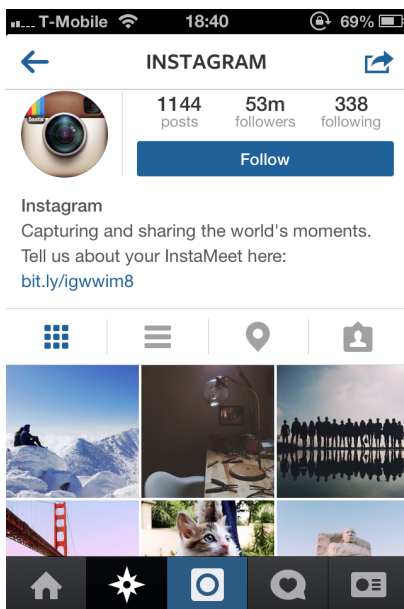 T-Mobile 18:40 69%
INSTAGRAM
Insta
1144 53m 338
posts followers following
Follow
Instagram
Capturing and sharing the world's moments.
Tell us about your InstaMeet here:
bit.ly/igwwim8